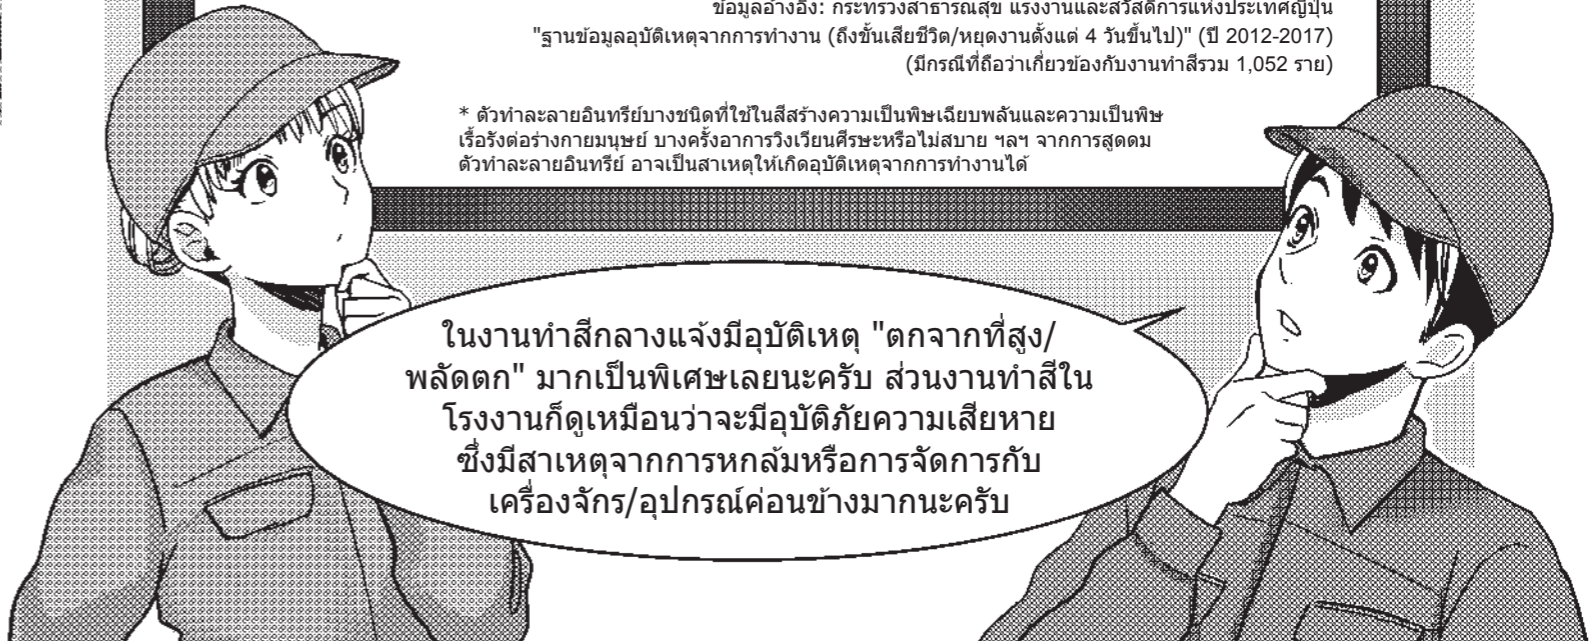 ข้อมูลอ้างอิง: กระทรวงสาธารณสุข แรงงานและสวัสดิการแห่งประเทศญี่ปุ่น
"ฐานข้อมูลอุบัติเหตุจากการทำงาน (ถึงขั้นเสียชีวิต/หยุดงานตั้งแต่ 4 วันขึ้นไป)" (ปี 2012-2017)
(มีกรณีที่ถือว่าเกี่ยวข้องกับงานทำสีรวม 1,052 ราย)
* ตัวทำละลายอินทรีย์บางชนิดที่ใช้ในสีสร้างความเป็นพิษเฉียบพลันและความเป็นพิษ
เรื้อรังต่อร่างกายมนุษย์ บางครั้งอาการวิงเวียนศีรษะหรือไม่สบาย ฯลฯ จากการสูดดม
ตัวทำละลายอินทรีย์ อาจเป็นสาเหตุให้เกิดอุบัติเหตุจากการทำงานได้
ในงานทำสีกลางแจ้งมีอุบัติเหตุ "ตกจากที่สูง/
พลัดตก" มากเป็นพิเศษเลยนะครับ ส่วนงานทำสีใน
โรงงานก็ดูเหมือนว่าจะมีอุบัติภัยความเสียหาย
ซึ่งมีสาเหตุจากการหกล้มหรือการจัดการกับ
เครื่องจักร/อุปกรณ์ค่อนข้างมากนะครับ